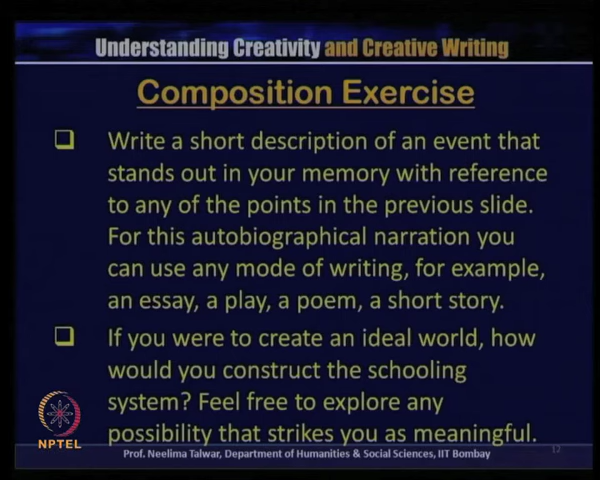 Understanding Creativity and Creative Writing
Composition Exercise
Write a short description of an event that
stands out in your memory with reference
to any of the points in the previous slide.
For this autobiographical narration you
can use any mode of writing, for example,
an essay, a play, a poem, a short story.
If you were to create an ideal world, how
would you construct the schooling
system? Feel free to explore any
possibility that strikes you as meaningful.
NPTEL
Prof. Neelima Talwar, Department of Humanities & Social Sciences, IIT Bombay
12